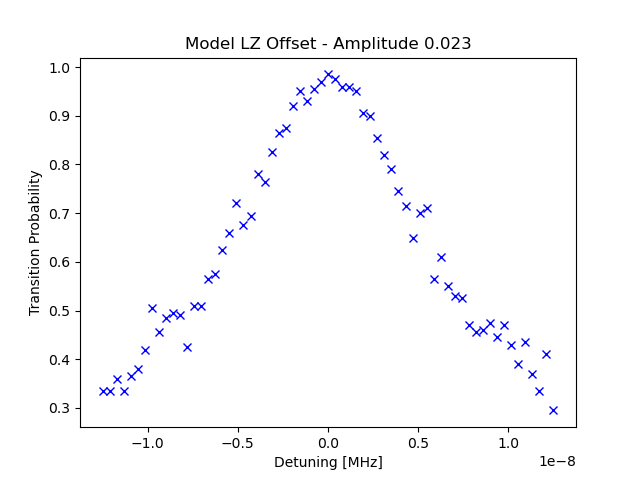 Model LZ Offset - Amplitude 0.023
Transition Probability
1.0
0.9
0.8
0.7
0.6
0.5
0.4
0.3
−1.0 −0.5 0.0 0.5 1.0
1e−8
Detuning [MHz]